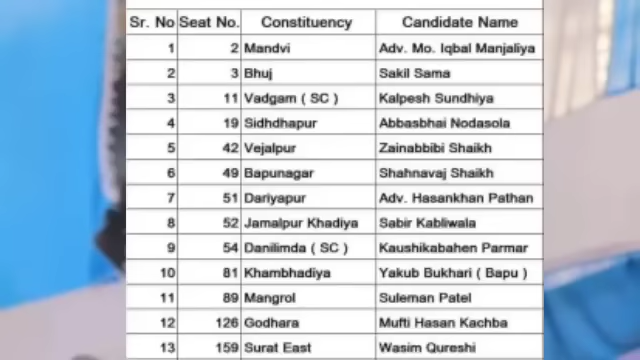 Sr. No Seat No. Constituency Candidate Name
1 2 Mandvi Adv. Mo. Iqbal Manjaliya
2 3 Bhuj Sakil Sama
3 11 Vadgam ( SC ) Kalpesh Sundhiya
4 19 Sidhdhapur Abbasbhai Nodasola
5 42 Vejalpur Zainabbibi Shaikh
6 49 Bapunagar Shahnavaj Shaikh
7 51 Dariyapur Adv. Hasankhan Pathan
8 52 Jamalpur Khadiya Sabir Kabliwala
9 54 Danilimda ( SC ) Kaushikabahen Parmar
10 81 Khambhadiya Yakub Bukhari ( Bapu )
11 89 Mangrol Suleman Patel
12 126 Godhara Mufti Hasan Kachba
13 159 Surat East Wasim Qureshi